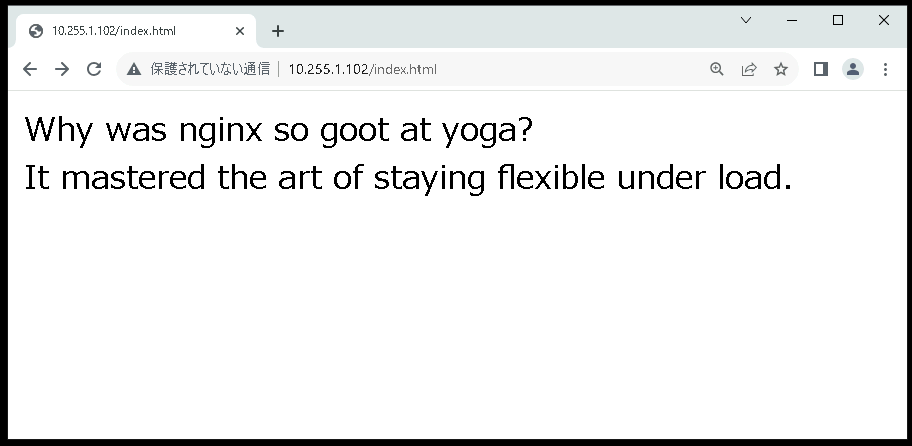 10.255.1.102/index.html
保護されていない通信 10.255.1.102/index.html
Why was nginx so goot at yoga?
It mastered the art of staying flexible under load.